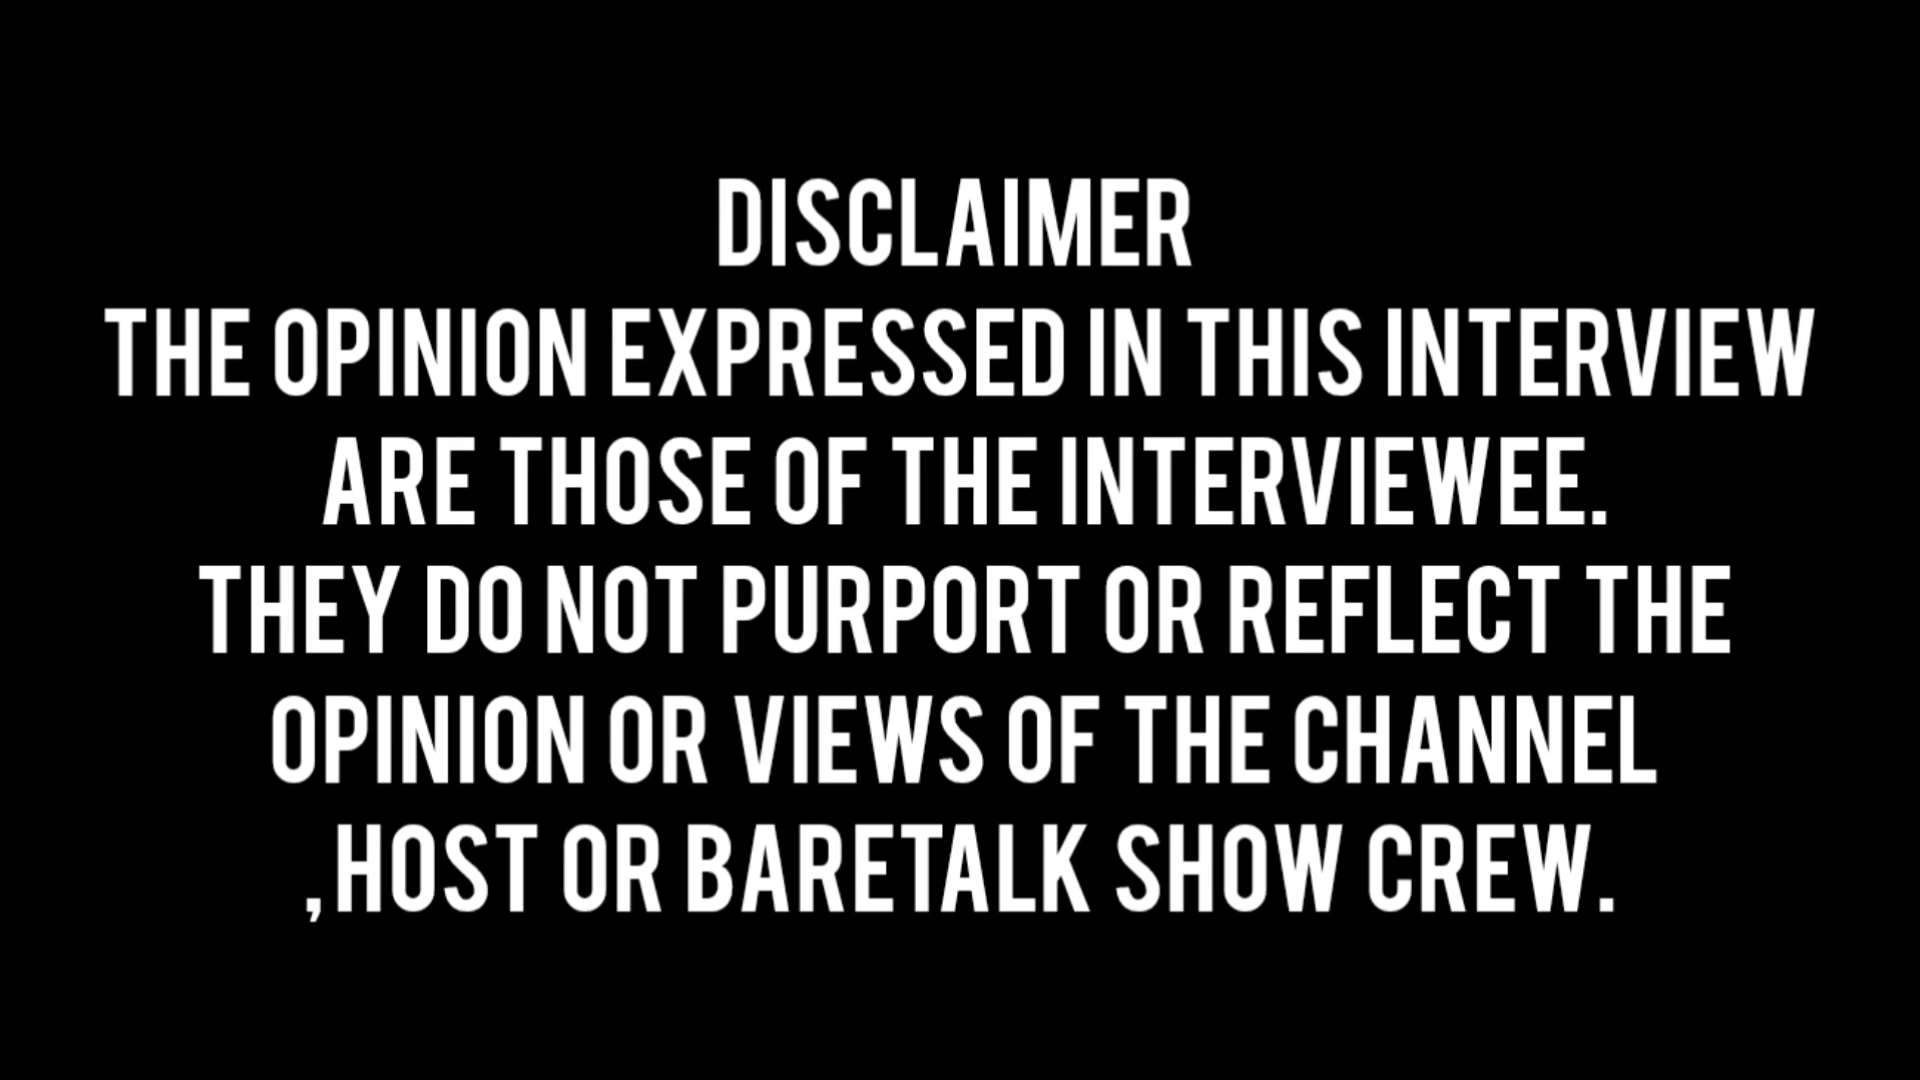 DISCLAIMER
THE OPINION EXPRESSED IN THIS INTERVIEW
ARE THOSE OF THE INTERVIEWEE.
THEY DO NOT PURPORT OR REFLECT THE
OPINION OR VIEWS OF THE CHANNEL
,HOST OR BARETALK SHOW CREW.